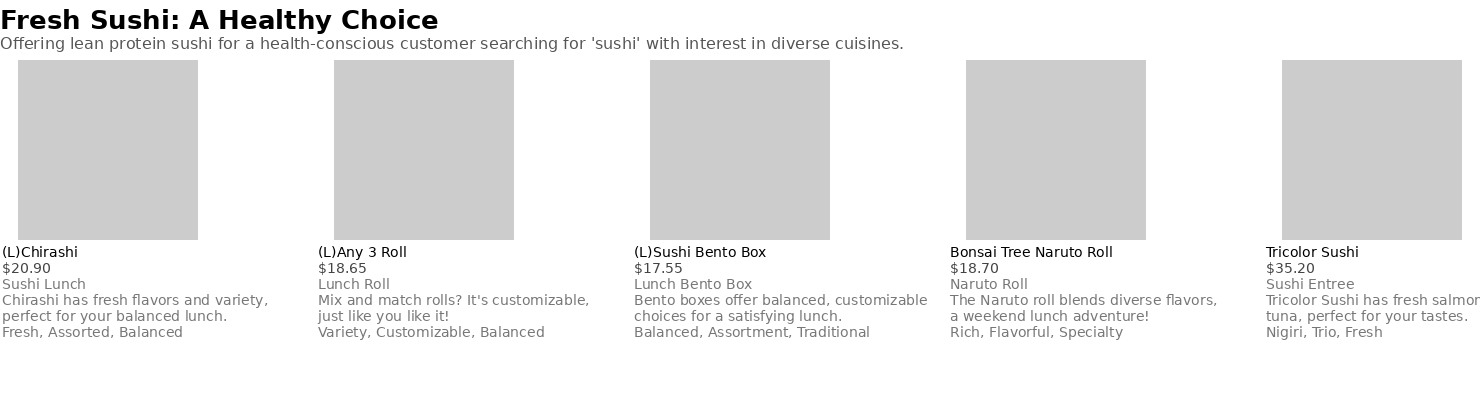 Fresh Sushi: A Healthy Choice
Offering lean protein sushi for a health-conscious customer searching for 'sushi' with interest in diverse cuisines.
(L)Chirashi
$20.90
Sushi Lunch
Chirashi has fresh flavors and variety,
perfect for your balanced lunch.
Fresh, Assorted, Balanced
(L)Any 3 Roll
$18.65
Lunch Roll
Mix and match rolls? It's customizable,
just like you like it!
Variety, Customizable, Balanced
(L)Sushi Bento Box
$17.55
Lunch Bento Box
Bento boxes offer balanced, customizable
choices for a satisfying lunch.
Balanced, Assortment, Traditional
Bonsai Tree Naruto Roll
$18.70
Naruto Roll
The Naruto roll blends diverse flavors,
a weekend lunch adventure!
Rich, Flavorful, Specialty
Tricolor Sushi
$35.20
Sushi Entree
Tricolor Sushi has fresh salmon
tuna, perfect for your tastes.
Nigiri, Trio, Fresh